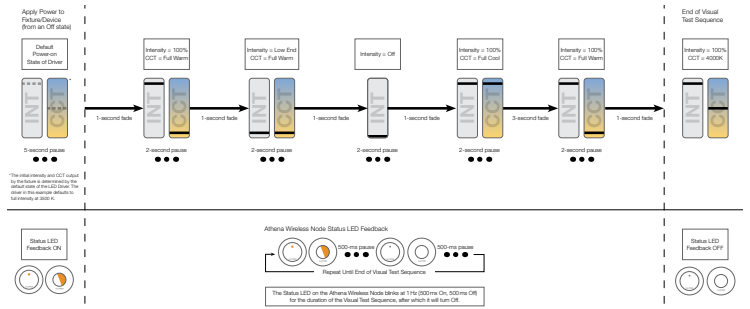 Apply Power to
Fixture/Device
(from an Off state)
End of Visual
Test Sequence
Default
Power-on
State of Driver
Intensity = 100%
CCT = Full Warm
Intensity = Low End
CCT = Full Warm
Intensity = Off
Intensity = 100%
CCT = Full Cool
Intensity = 100%
CCT = Full Warm
Intensity = 100%
CCT = 4000K
INT
CCT
*
INT
CCT
INT
CCT
INT
INT
CCT
INT
CCT
INT
CCT
1-second fade
1-second fade
1-second fade
1-second fade
3-second fade
1-second fade
5-second pause
2-second pause
2-second pause
2-second pause
2-second pause
2-second pause
*The initial intensity and CCT output
by the fixture is determined by the
default state of the LED Driver. The
driver in this example defaults to
full intensity at 3500 K.
Status LED
Feedback ON
Athena Wireless Node Status LED Feedback
500-ms pause
500-ms pause
Repeat Until End of Visual Test Sequence
The Status LED on the Athena Wireless Node blinks at 1 Hz (500 ms On, 500 ms Off)
for the duration of the Visual Test Sequence, after which it will turn Off.
Status LED
Feedback OFF